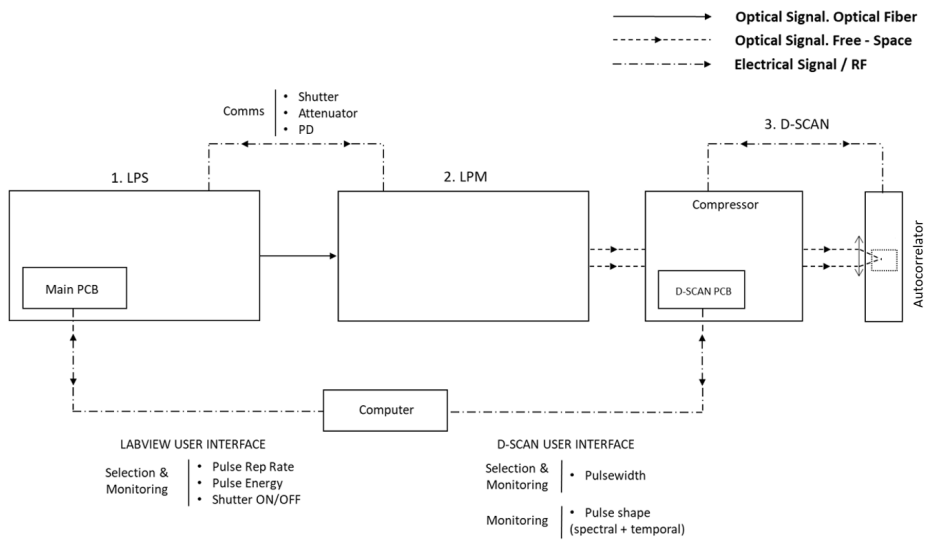 Optical Signal. Optical Fiber
Optical Signal. Free - Space
Electrical Signal / RF
Comms
• Shutter
• Attenuator
• PD
3. D-SCAN
1. LPS
2. LPM
Compressor
Main PCB
D-SCAN PCB
Autocorrelator
Computer
LABVIEW USER INTERFACE
Selection &
Monitoring
• Pulse Rep Rate
• Pulse Energy
• Shutter ON/OFF
D-SCAN USER INTERFACE
Selection &
Monitoring
• Pulsewidth
Monitoring
• Pulse shape
(spectral + temporal)